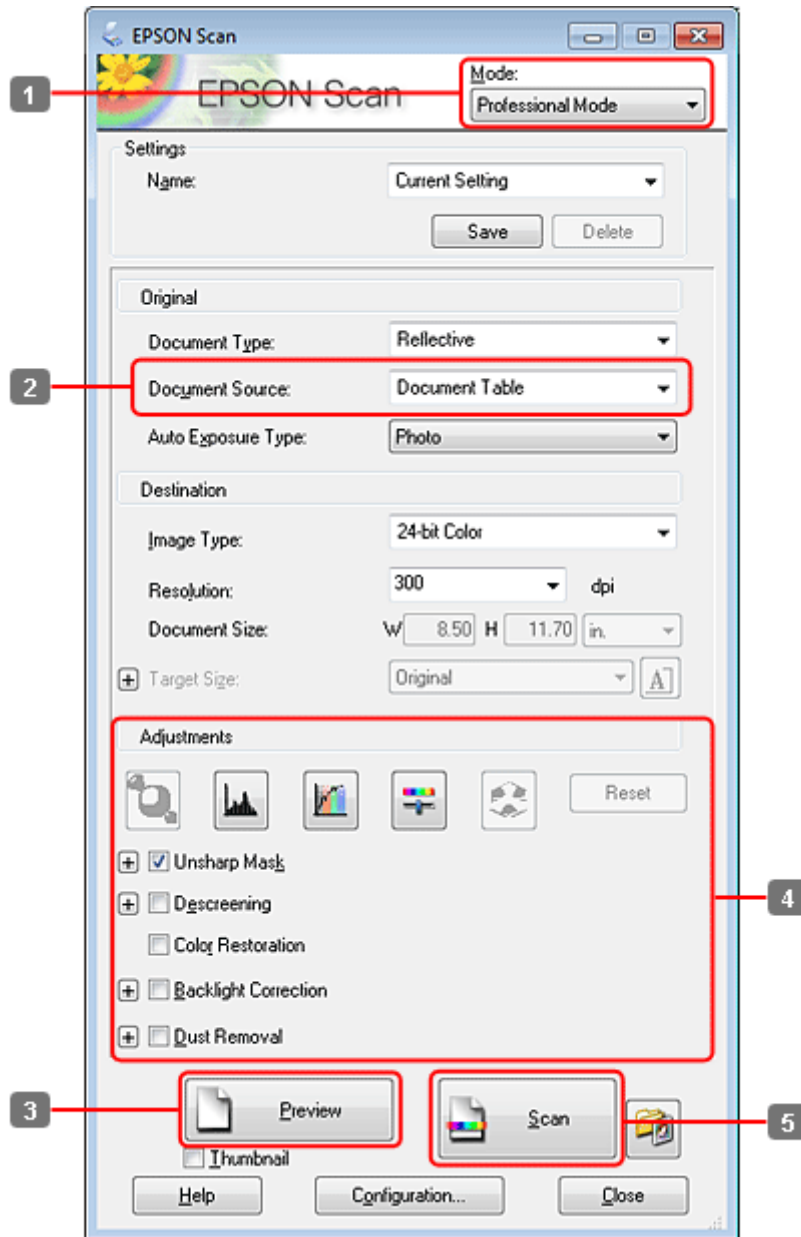 EPSON Scan
EPSON Scan
Mode:
1
Professional Mode
Settings
Name:
Current Setting
Save
Delete
Original
Document Type:
Reflective
2
Document Source:
Document Table
Auto Exposure Type:
Photo
Destination
Image Type:
24-bit Color
Resolution:
300
dpi
Document Size:
W 8.50 H 11.70 in.
Target Size:
Original
A
Adjustments
Reset
Unsharp Mask
4
Descreening
Color Restoration
Backlight Correction
Dust Removal
3
Preview
Scan
5
Thumbnail
Help
Configuration...
Close